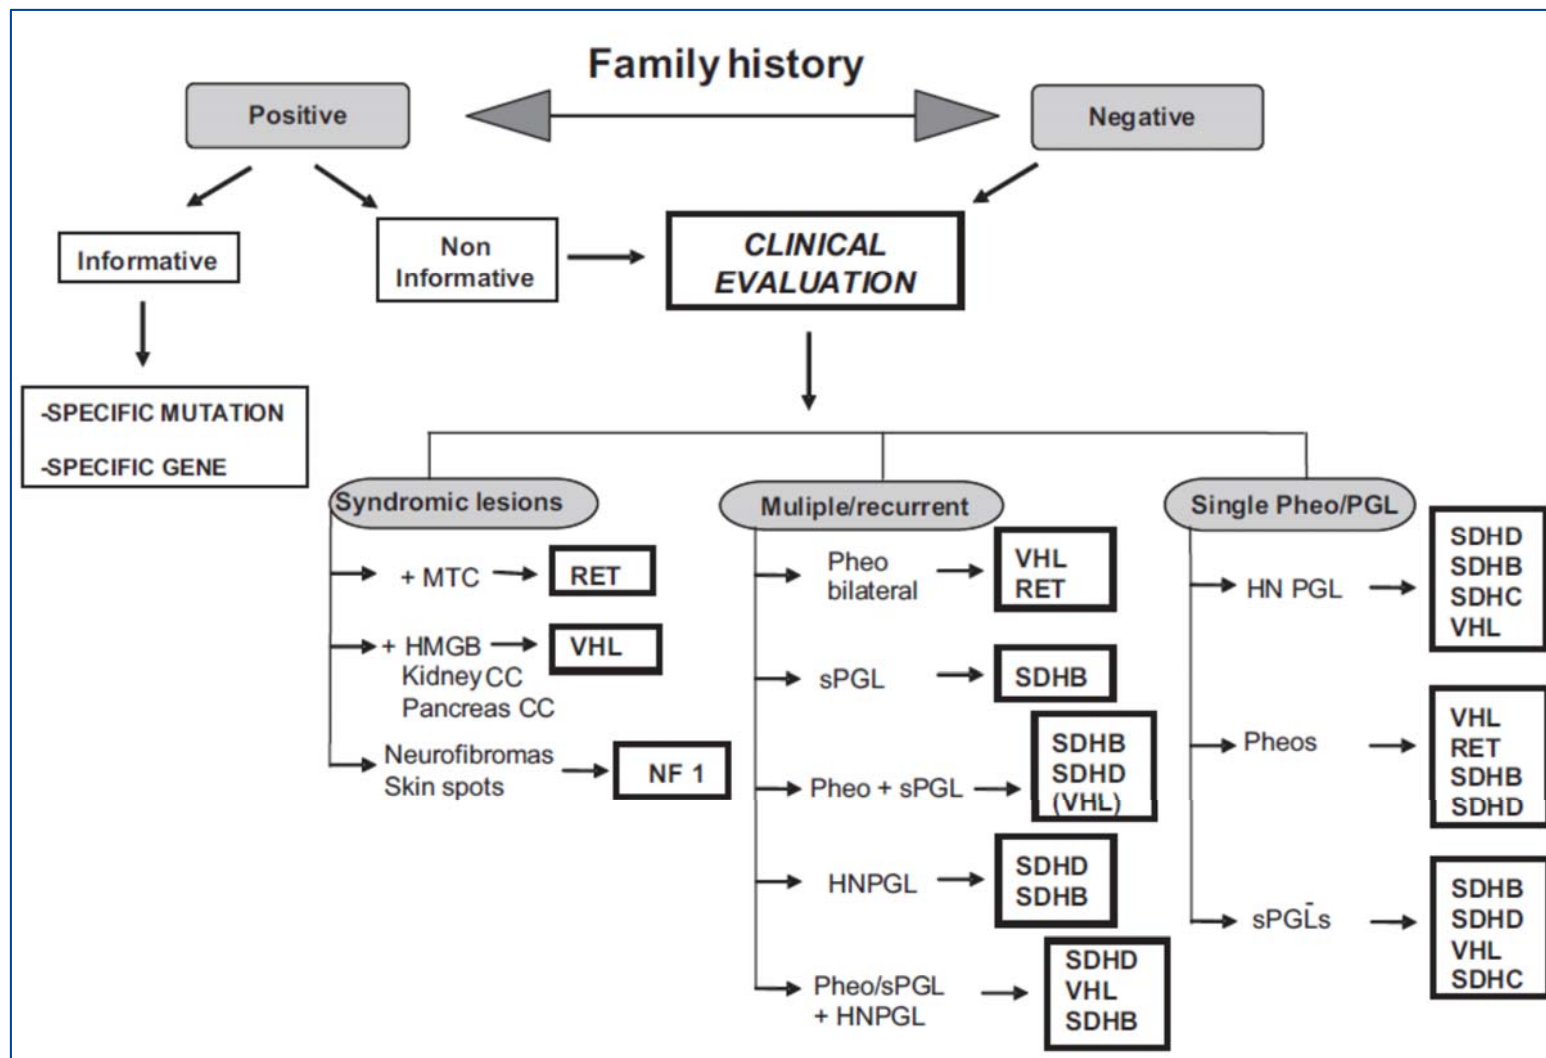 Family history
Positive
Negative
Informative
Non
Informative
CLINICAL
EVALUATION
-SPECIFIC MUTATION
-SPECIFIC GENE
Syndromic lesions
+ MTC
RET
+ HMGB
Kidney CC
Pancreas CC
VHL
Neurofibromas
Skin spots
NF 1
Muliple/recurrent
Pheo
bilateral
VHL
RET
sPGL
SDHB
Pheo + sPGL
SDHB
SDHD
(VHL)
HNPGL
SDHD
SDHB
Pheo/sPGL
+ HNPGL
SDHD
VHL
SDHB
Single Pheo/PGL
HN PGL
SDHD
SDHB
SDHC
VHL
Pheos
VHL
RET
SDHB
SDHD
sPGLs
SDHB
SDHD
VHL
SDHC